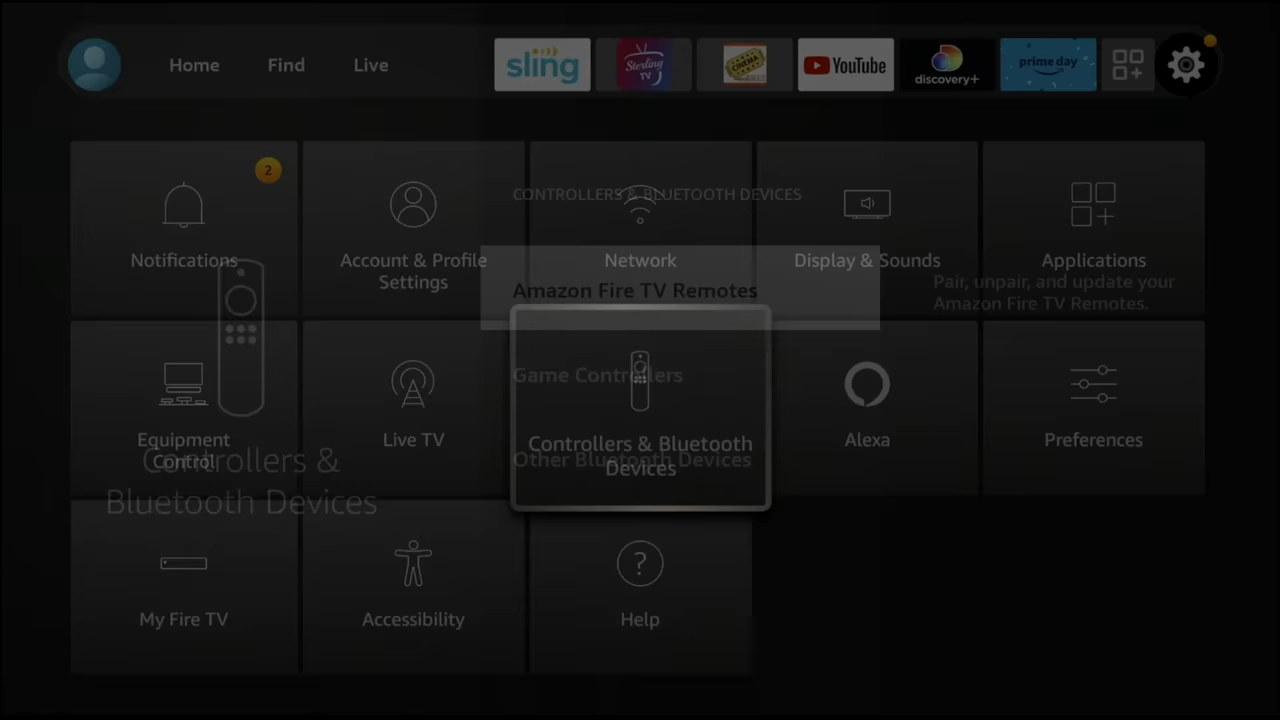 Home
Find
Live
sling
Sterling
TV
CINEMA
YouTube
discovery+
prime day
2
Notifications
Account & Profile
Settings
Network
Display & Sounds
Applications
Equipment
Control
Live TV
Controllers & Bluetooth
Devices
Alexa
Preferences
My Fire TV
Accessibility
Help
?
Controllers &
Bluetooth Devices
CONTROLLERS & BLUETOOTH DEVICES
Amazon Fire TV Remotes
Game Controllers
Other Bluetooth Devices
Pair, unpair, and update your
Amazon Fire TV Remotes.